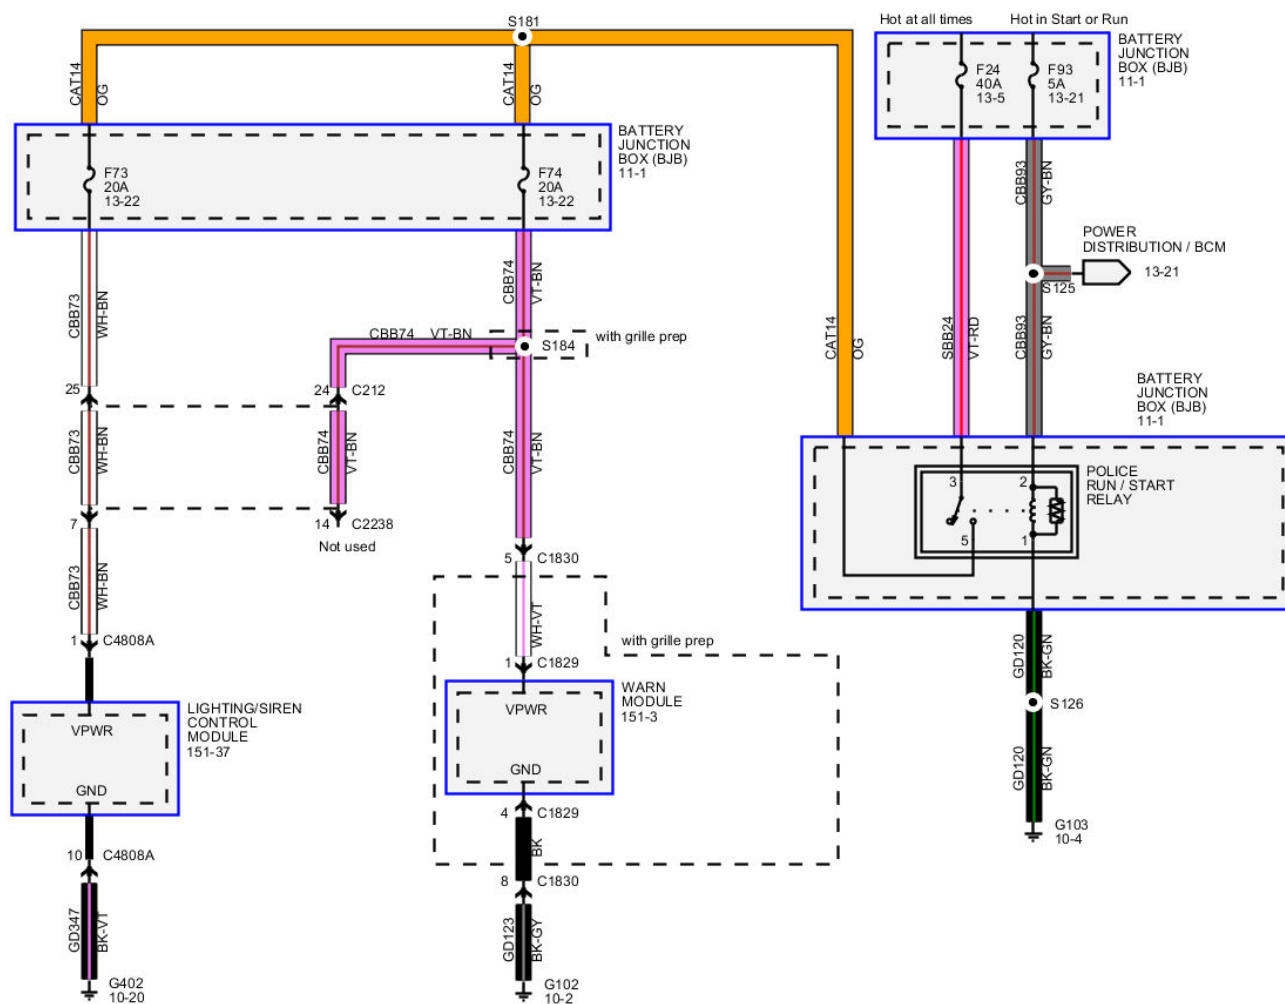 S181
Hot at all times
Hot in Start or Run
CAT14
OG
CAT14
OG
F24
40A
13-5
F93
5A
13-21
BATTERY
JUNCTION
BOX (BJB)
11-1
F73
20A
13-22
F74
20A
13-22
BATTERY
JUNCTION
BOX (BJB)
11-1
CBB93
GY-BN
POWER
DISTRIBUTION / BCM
13-21
S125
CBB73
WH-BN
CBB74
VT-BN
CBB74
VT-BN
S184
with grille prep
CAT14
OG
SBB24
VT-RD
CBB93
GY-BN
25
24
C212
BATTERY
JUNCTION
BOX (BJB)
11-1
CBB73
WH-BN
CBB74
VT-BN
CBB74
VT-BN
7
14
C2238
Not used
3
2
5
1
POLICE
RUN / START
RELAY
CBB73
WH-BN
5
C1830
WH-VT
with grille prep
1
C4808A
1
C1829
GD120
BK-GN
S126
LIGHTING/SIREN
CONTROL
MODULE
151-37
VPWR
GND
WARN
MODULE
151-3
VPWR
GND
GD120
BK-GN
4
C1829
BK
G103
10-4
10
C4808A
8
C1830
GD347
BK-VT
GD123
BK-GY
G402
10-20
G102
10-2